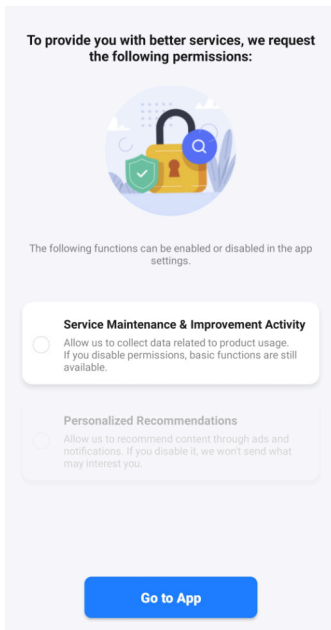 To provide you with better services, we request
the following permissions:
The following functions can be enabled or disabled in the app
settings.
Service Maintenance & Improvement Activity
Allow us to collect data related to product usage.
If you disable permissions, basic functions are still
available.
Personalized Recommendations
Allow us to recommend content through ads and
notifications. If you disable it, we won't send what
may interest you.
Go to App